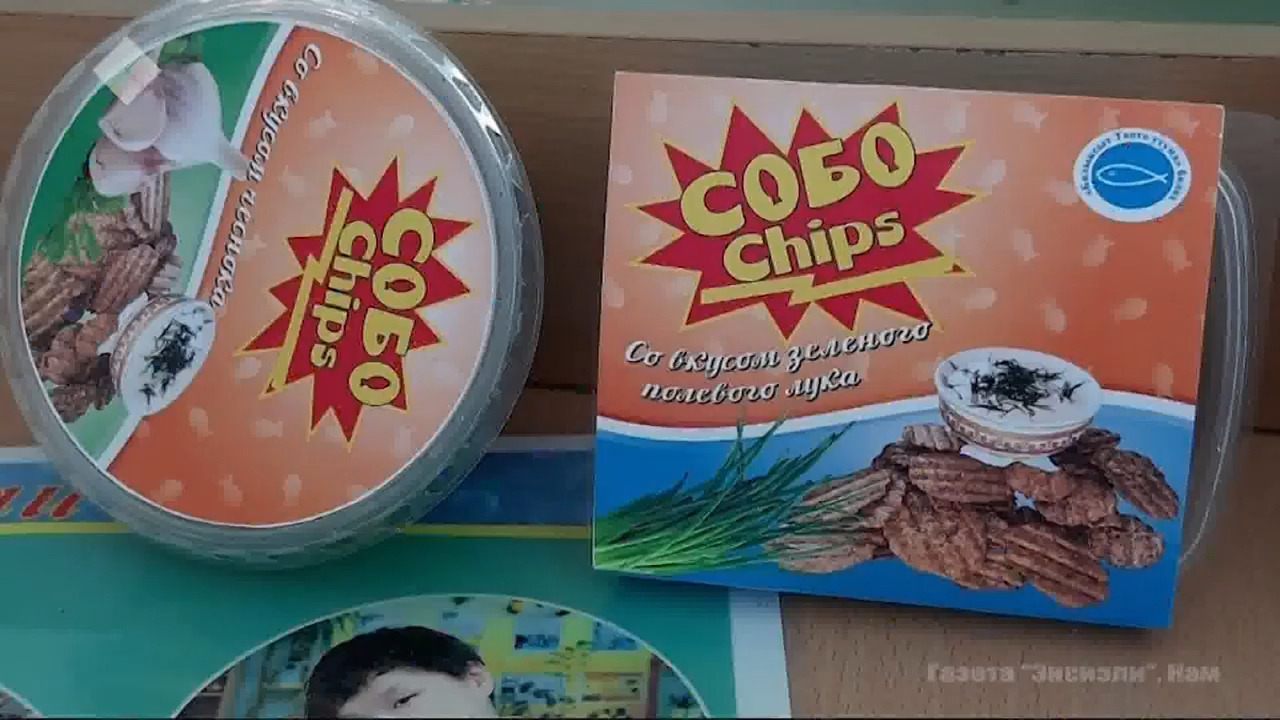 Со вкусом чеснока
СОБО
Chips
СОБО
Chips
Со вкусом зеленого
полевого лука
Газета "Энсиэли". Нам